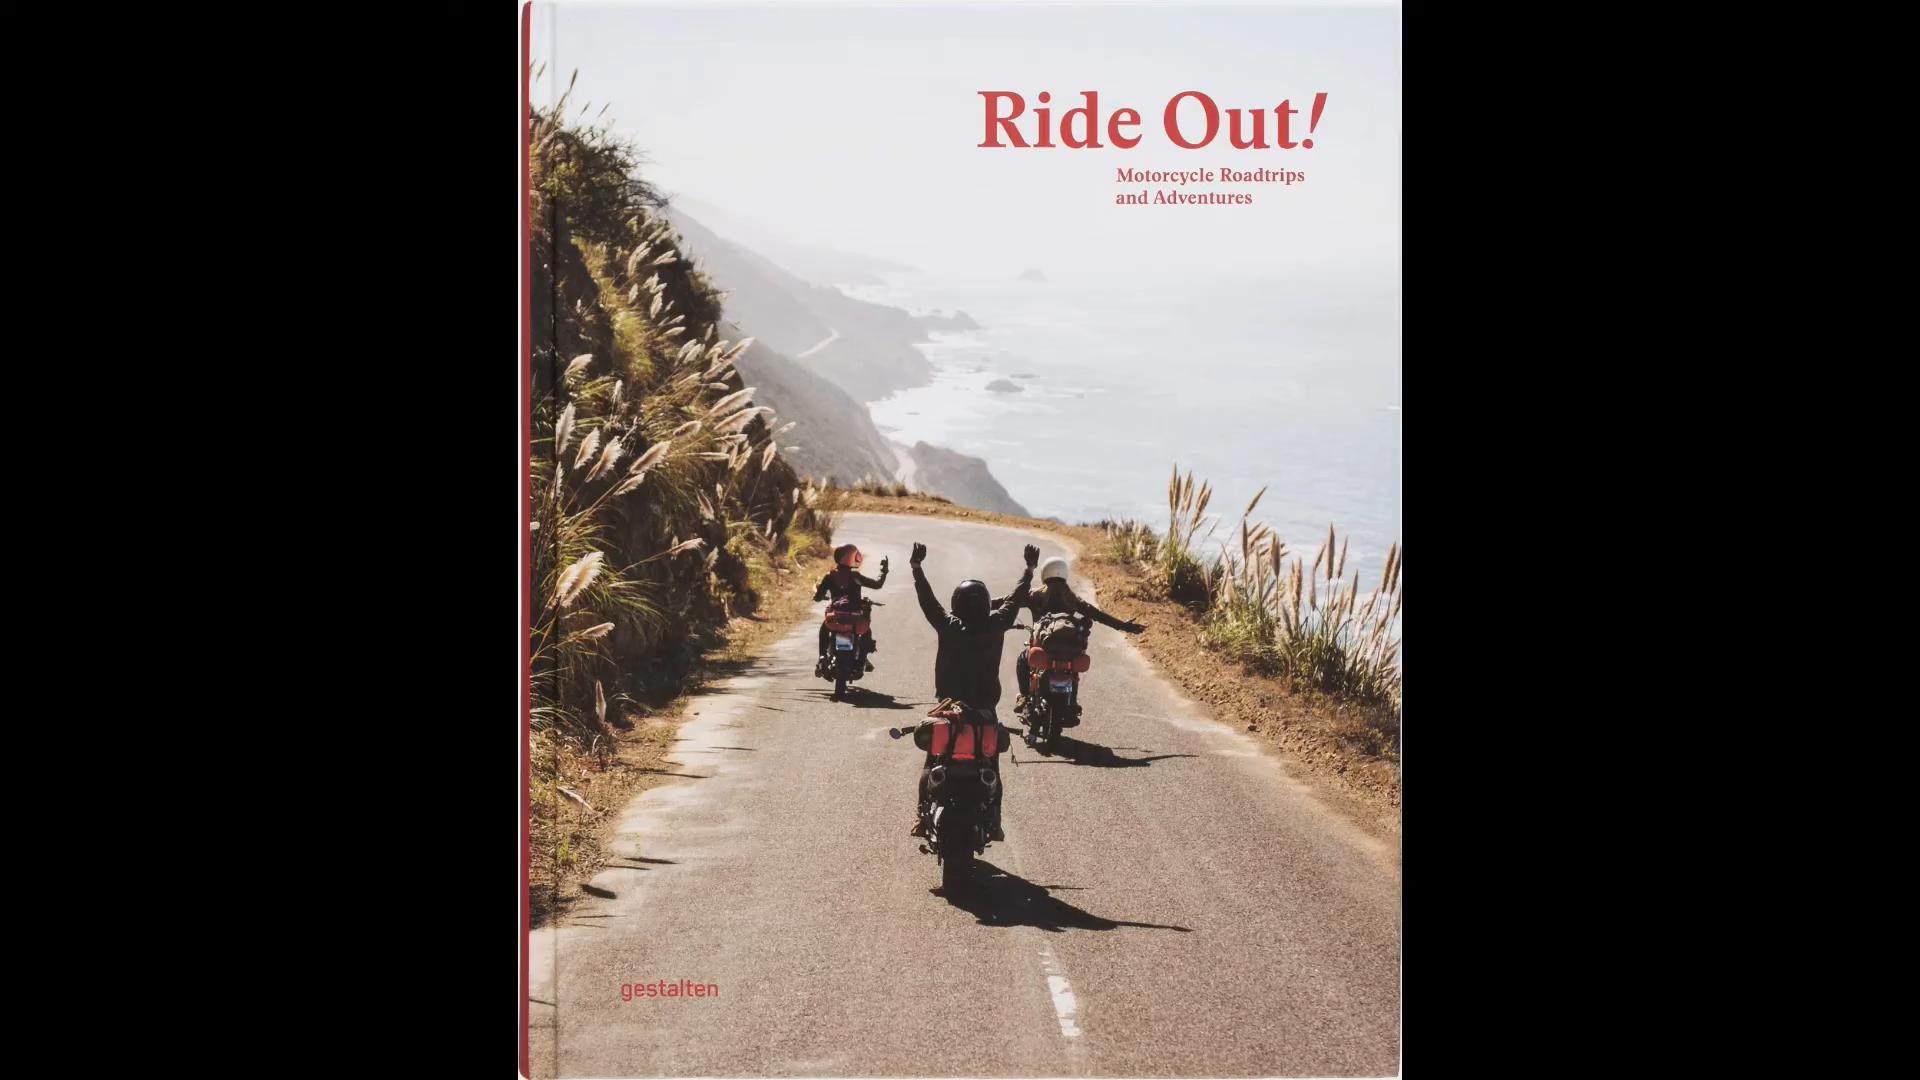 Ride Out!
Motorcycle Roadtrips
and Adventures
gestalten